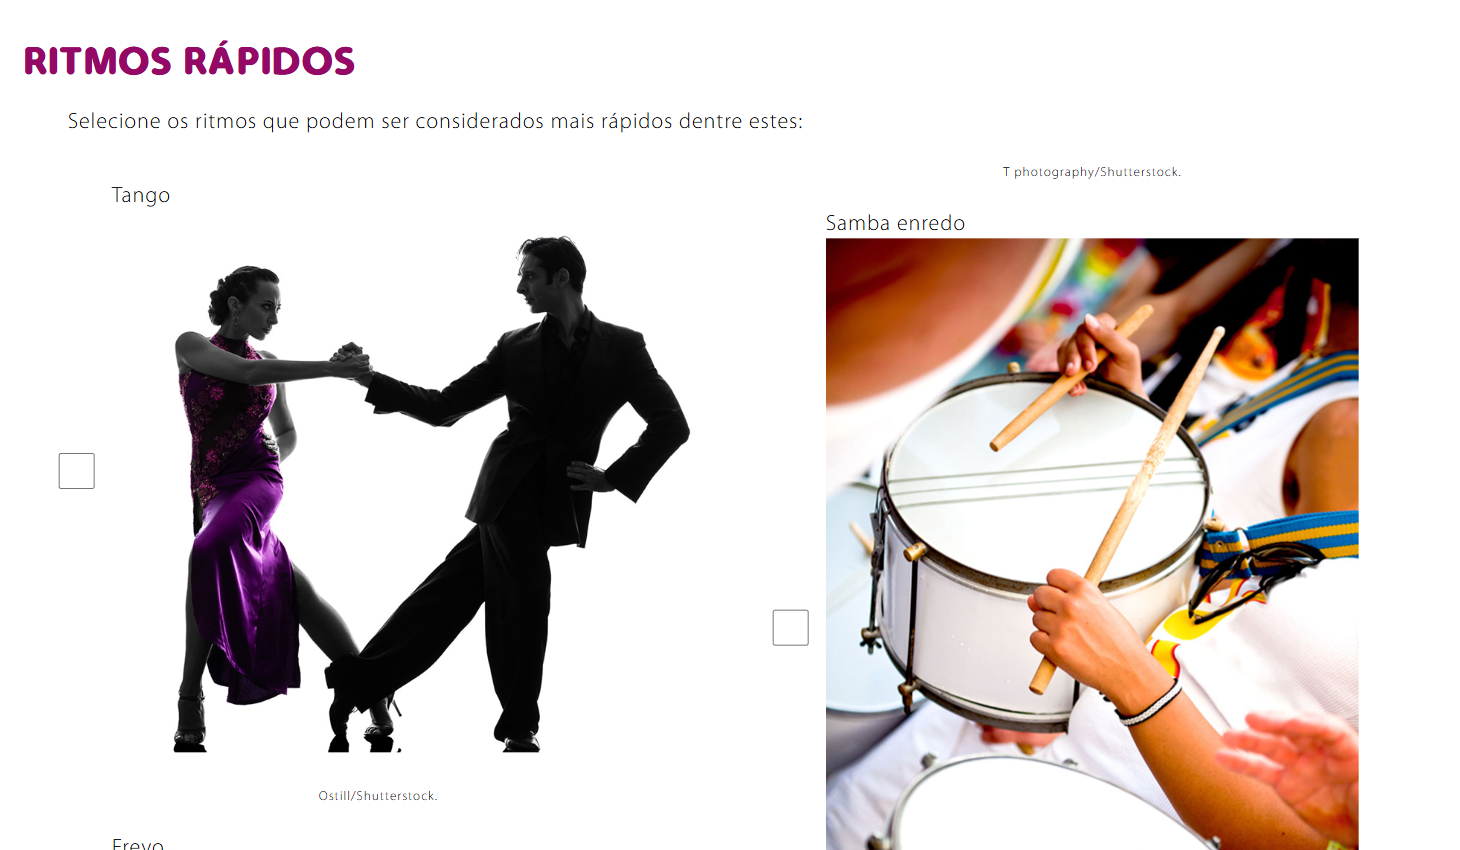 RITMOS RÁPIDOS
Selecione os ritmos que podem ser considerados mais rápidos dentre estes:
Tango
Ostill/Shutterstock.
Frevo
T photography/Shutterstock.
Samba enredo